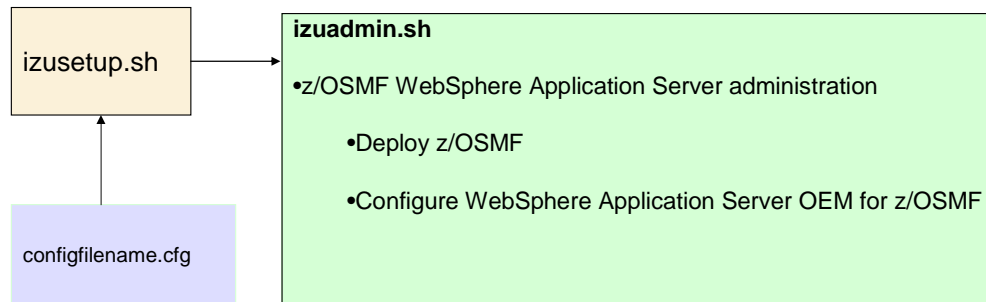 izusetup.sh
configfilename.cfg
izuadmin.sh
•z/OSMF WebSphere Application Server administration
•Deploy z/OSMF
•Configure WebSphere Application Server OEM for z/OSMF